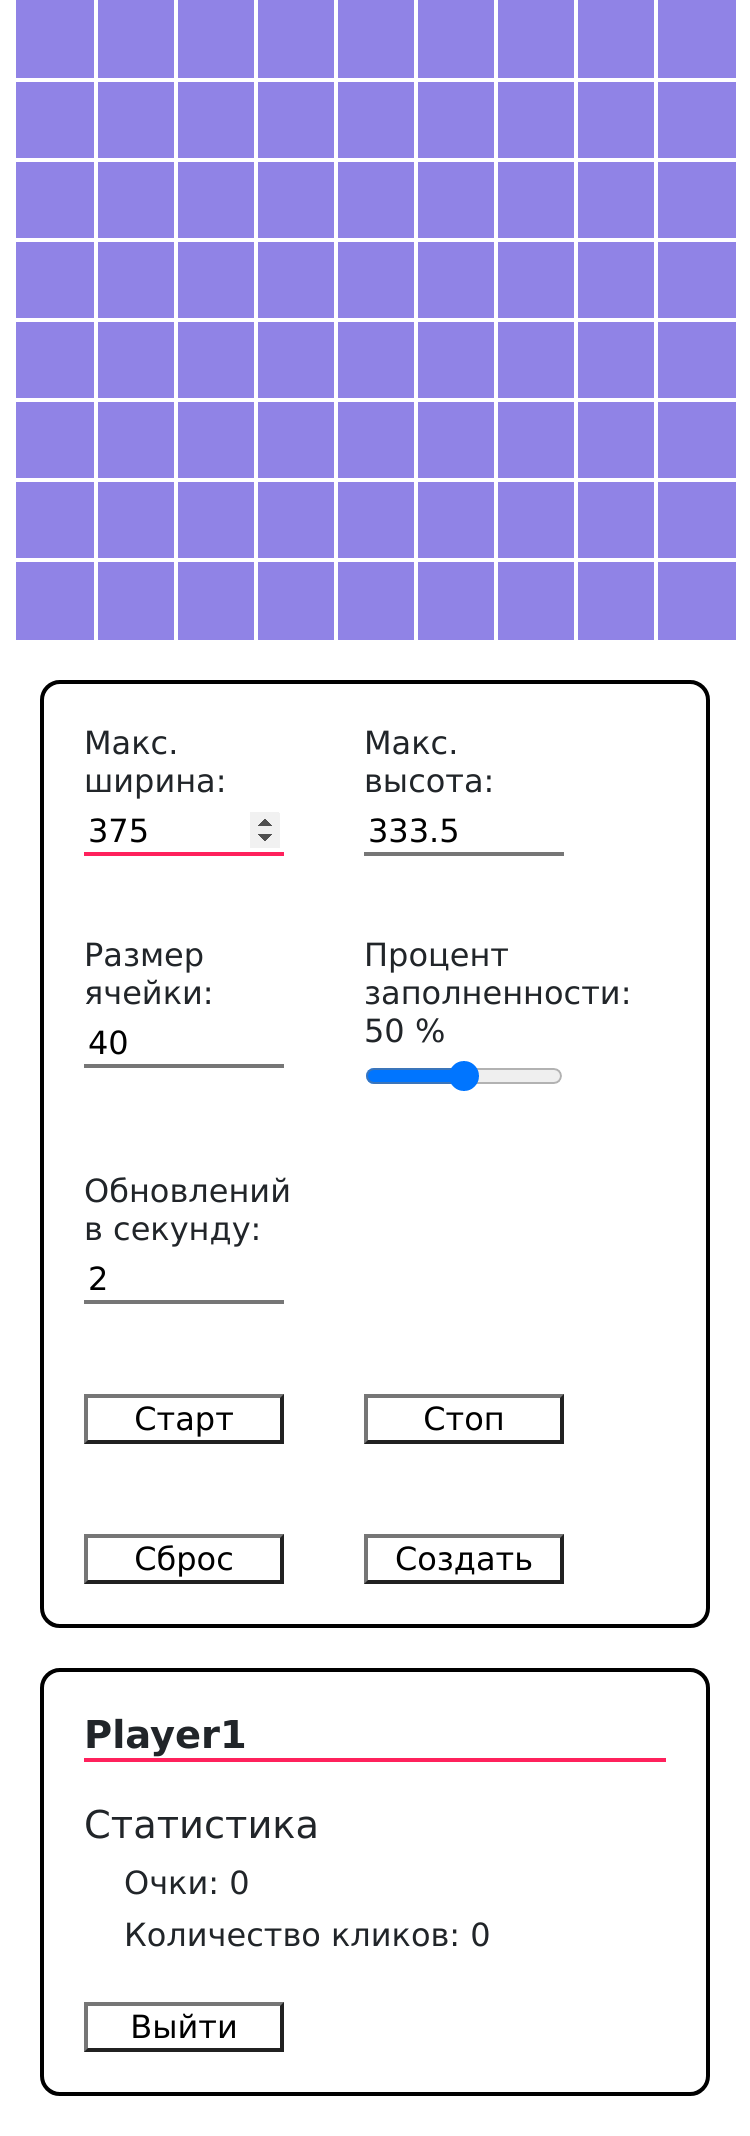 Макс.
ширина:
375
Макс.
высота:
333.5
Размер
ячейки:
40
Процент
заполненности:
50 %
Обновлений
в секунду:
2
Старт
Стоп
Сброс
Создать
Player1
Статистика
Очки: 0
Количество кликов: 0
Выйти